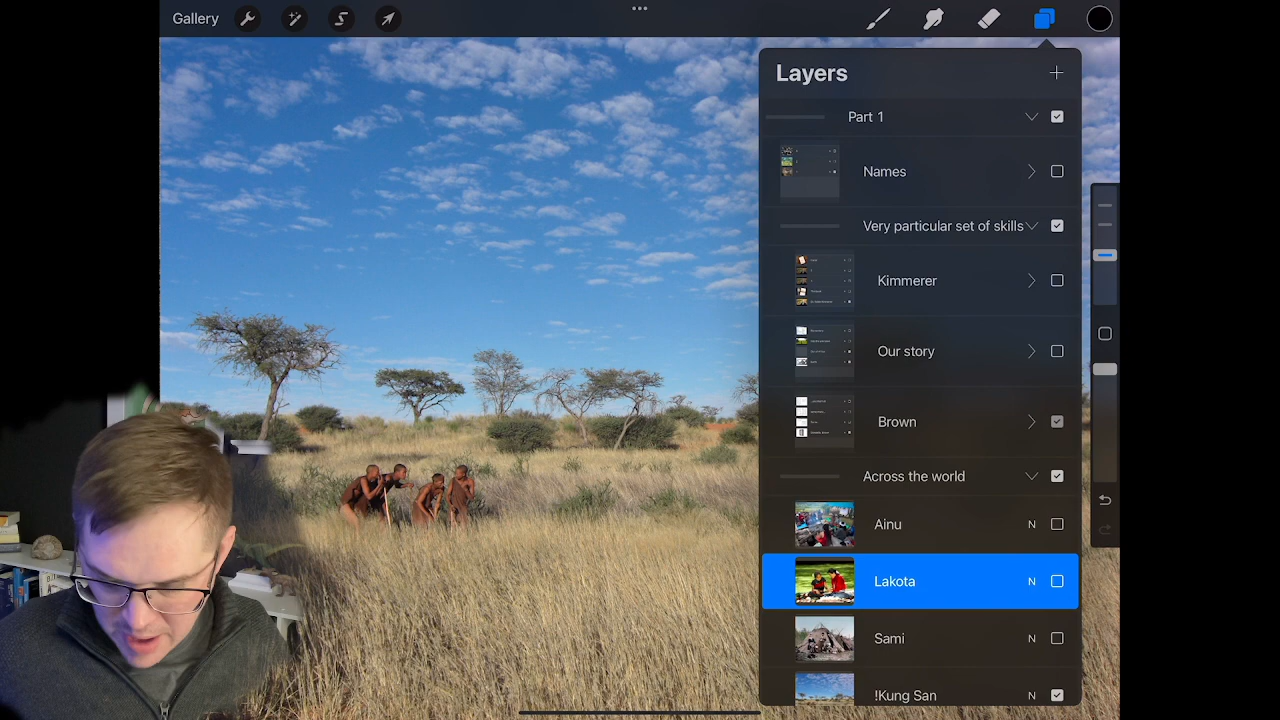 Gallery
Layers
Part 1
Names
Very particular set of skills
Kimmerer
Our story
Brown
Across the world
Ainu N
Lakota N
Sami N
!Kung San N